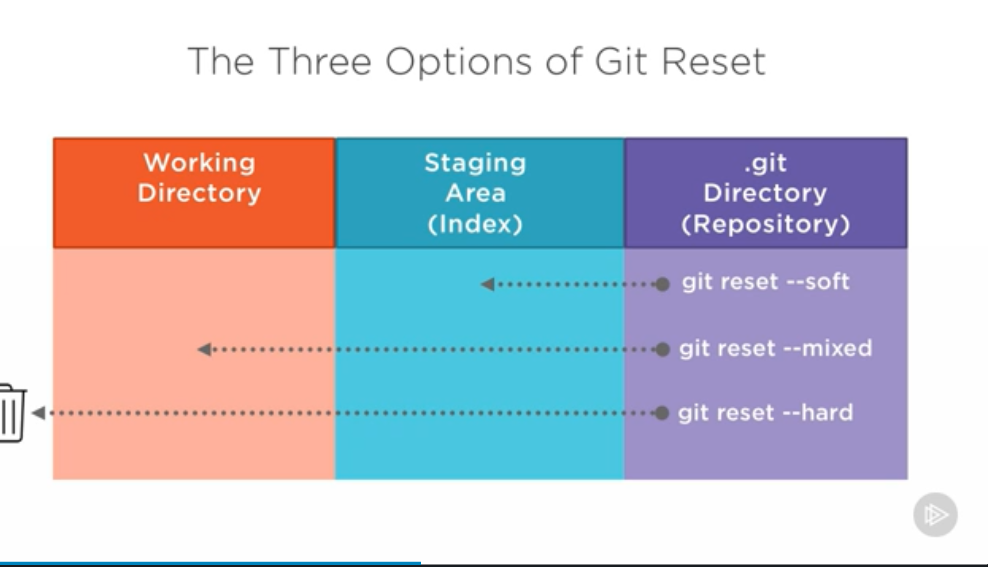 The Three Options of Git Reset
Working
Directory
Staging
Area
(Index)
.git
Directory
(Repository)
git reset --soft
git reset --mixed
git reset --hard